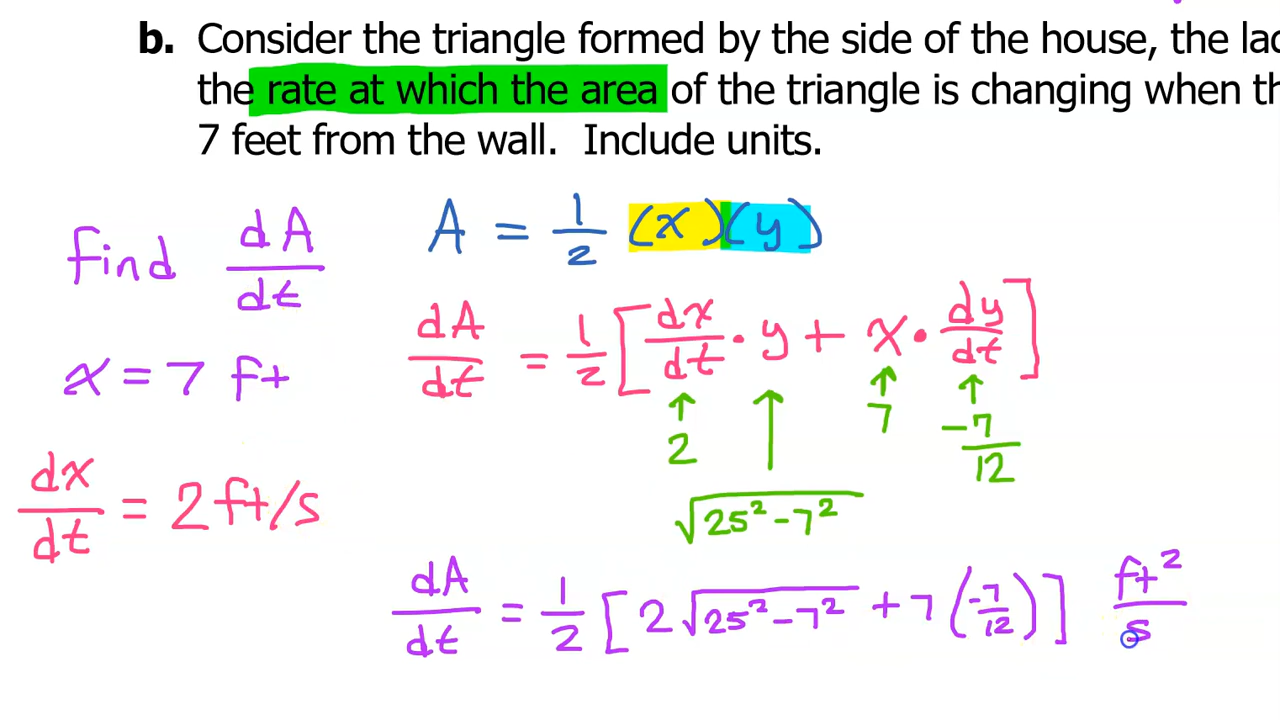 b. Consider the triangle formed by the side of the house, the
the rate at which the area of the triangle is changing when
7 feet from the wall. Include units.
find dA/dt
A = 1/2 (x)(y)
dA/dt = 1/2 [dx/dt · y + x · dy/dt]
x = 7 ft
↑ 2 ↑ √25² - 7² ↑ 7 ↑ -7/12
dx/dt = 2 ft/s
dA/dt = 1/2 [2√25² - 7² + 7(-7/12)] ft²/s